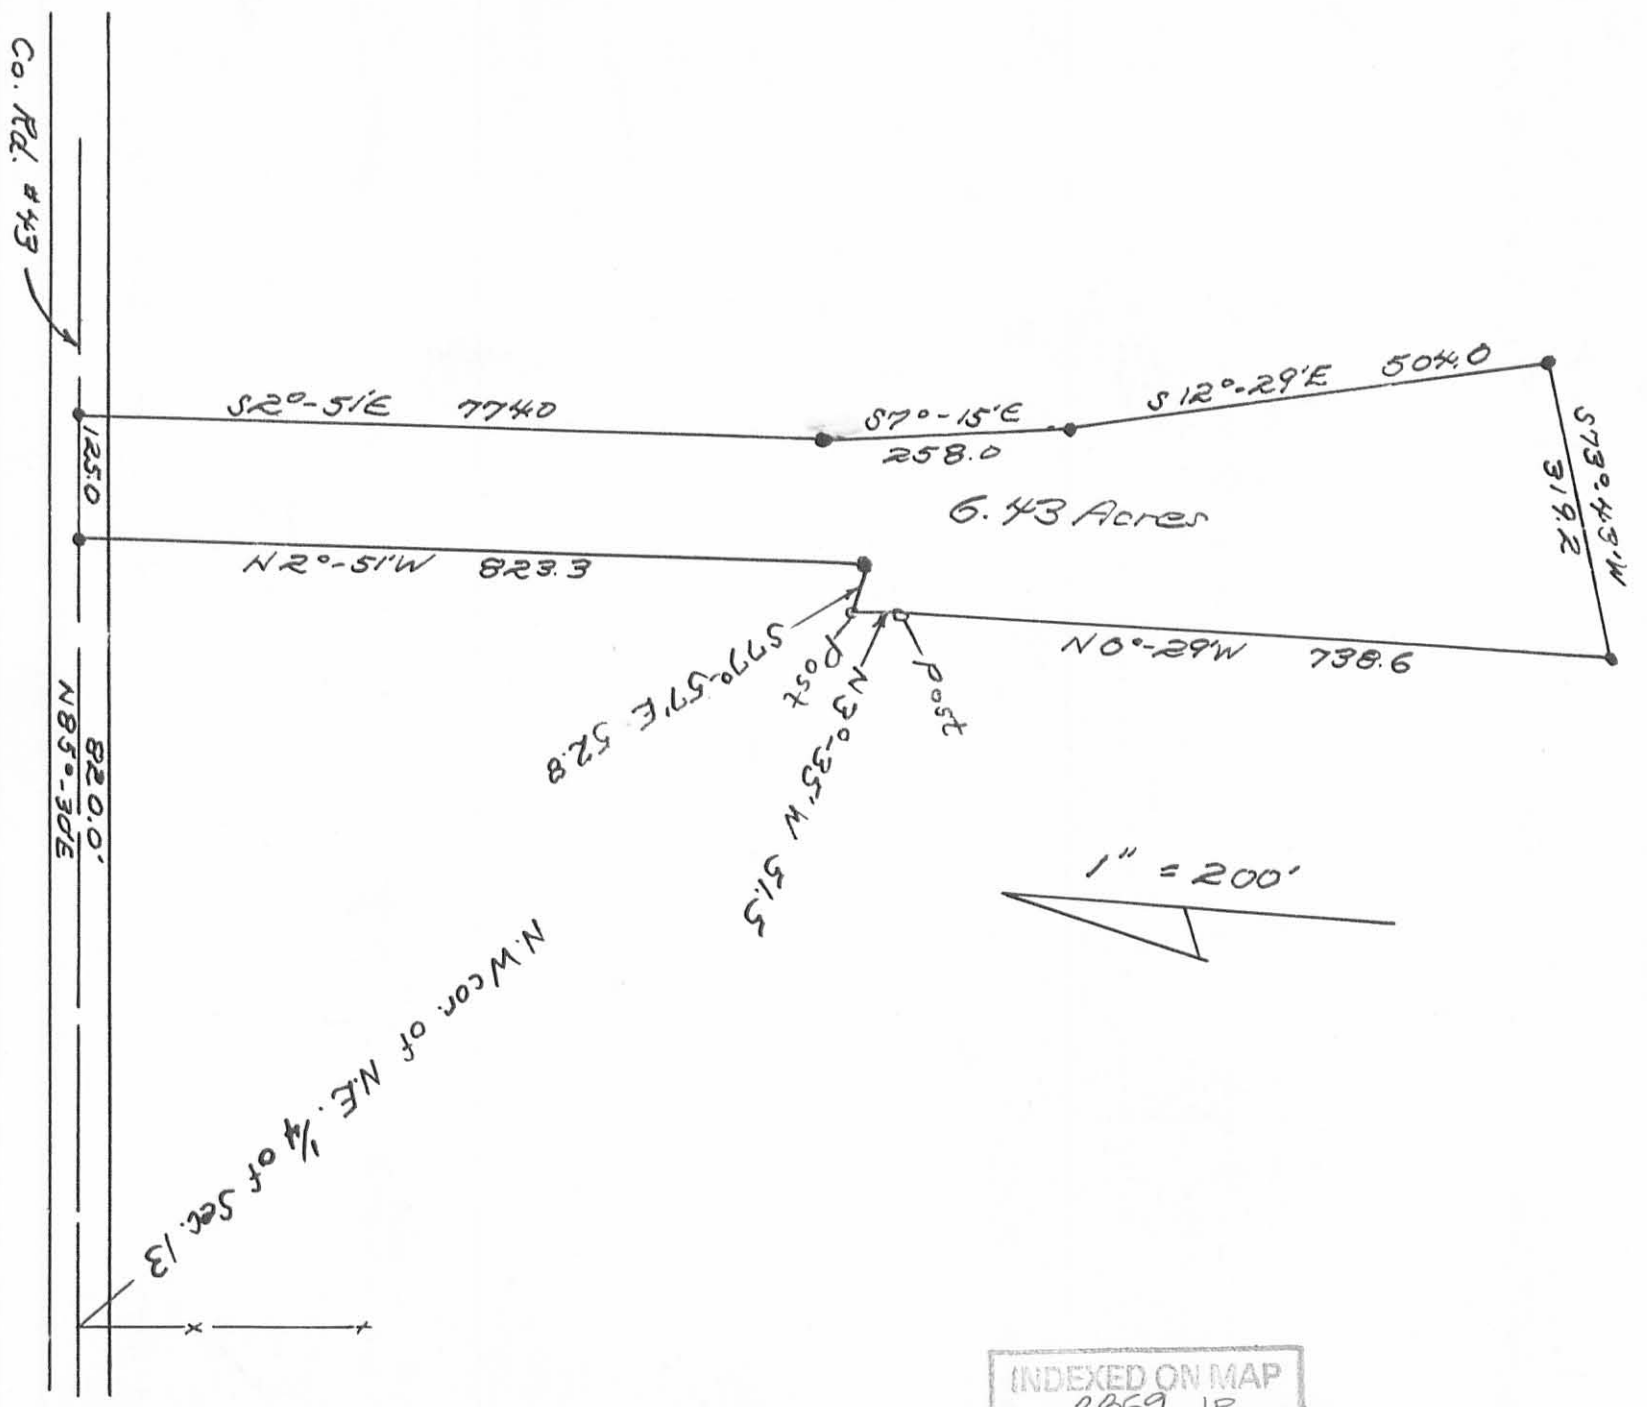 Co. Rd. #43
S2°-51'E 774.0
S7°-15'E
258.0
S12°-29'E 504.0
S73°-43'W
319.2
125.0
6.43 Acres
N2°-51'W 823.3
S77°-57'E 52.8
Post
N3°-35'W 51.5
Post
N0°-29'W 738.6
820.0'
N85°-30'E
1" = 200'
N.W cor. of N.E. 1/4 of Sec. 13
INDEXED ON MAP